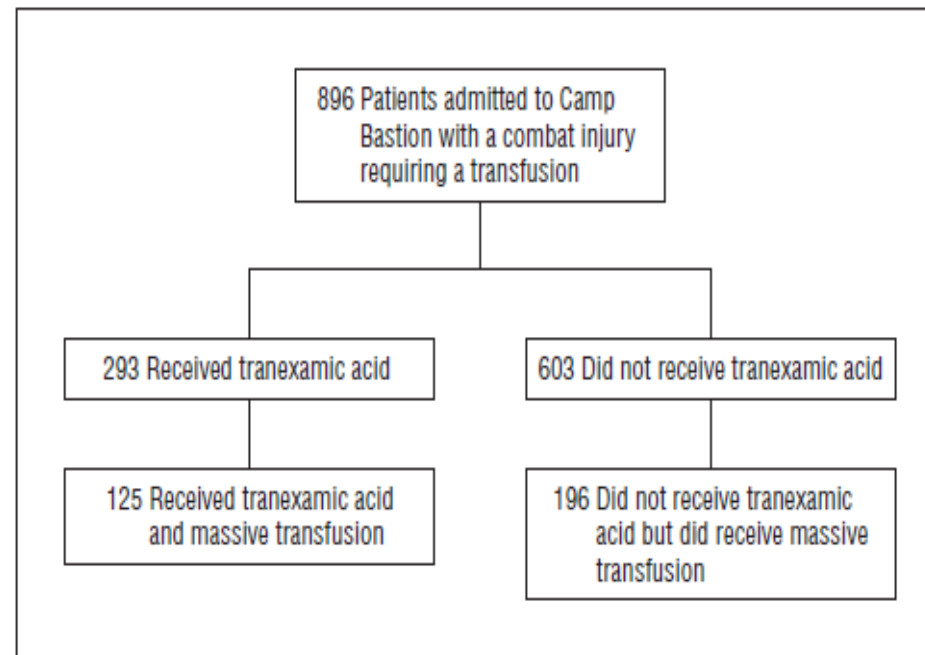 896 Patients admitted to Camp
Bastion with a combat injury
requiring a transfusion
293 Received tranexamic acid
603 Did not receive tranexamic acid
125 Received tranexamic acid
and massive transfusion
196 Did not receive tranexamic
acid but did receive massive
transfusion